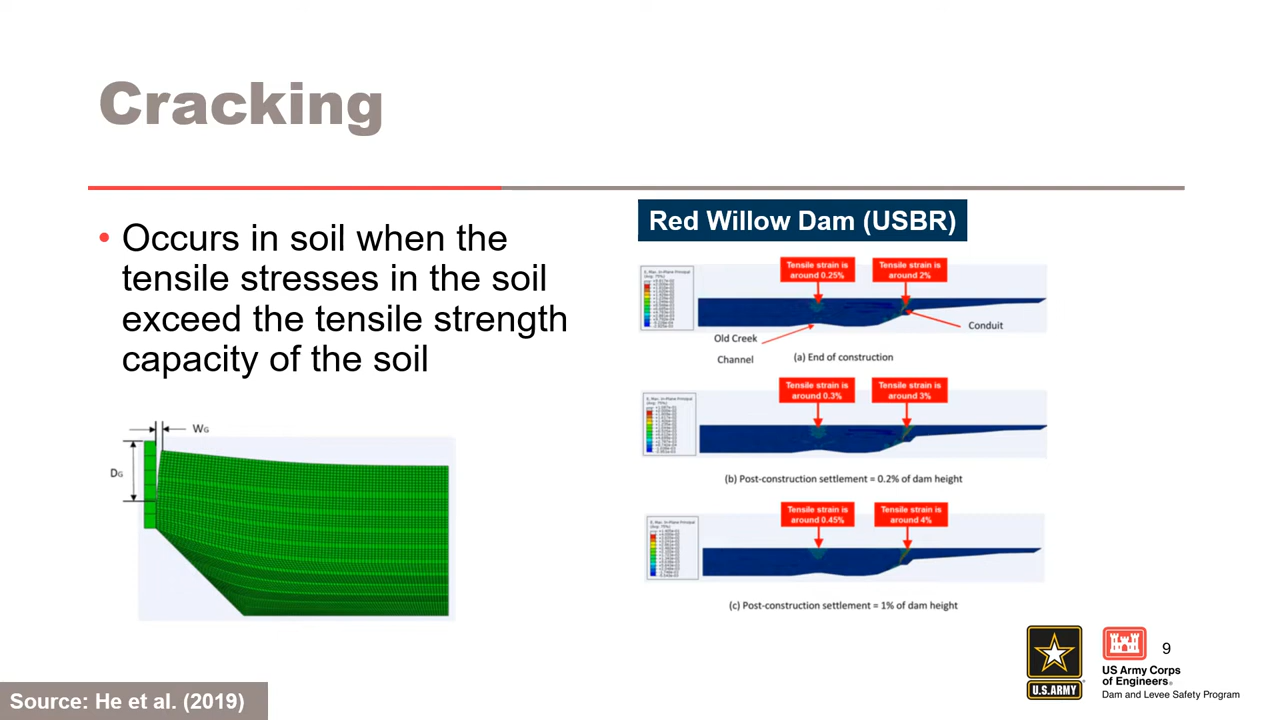 Cracking
• Occurs in soil when the
tensile stresses in the soil
exceed the tensile strength
capacity of the soil
WG
DG
Red Willow Dam (USBR)
Tensile strain is
around 0.25%
Tensile strain is
around 2%
Old Creek
Channel
Conduit
(a) End of construction
Tensile strain is
around 0.3%
Tensile strain is
around 3%
(b) Post-construction settlement = 0.2% of dam height
Tensile strain is
around 0.45%
Tensile strain is
around 4%
(c) Post-construction settlement = 1% of dam height
U.S.ARMY
US Army Corps
of Engineers®
Dam and Levee Safety Program
9
Source: He et al. (2019)